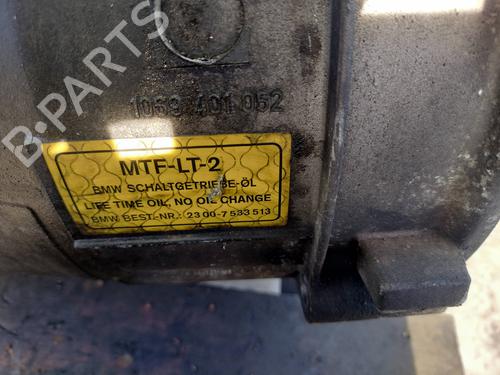 B-PARTS
1069 401 052
MTF-LT-2
BMW SCHALTGETRIEBE-ÖL
LIFE TIME OIL, NO OIL CHANGE
BMW BEST.-NR.: 23 00-7 533 513